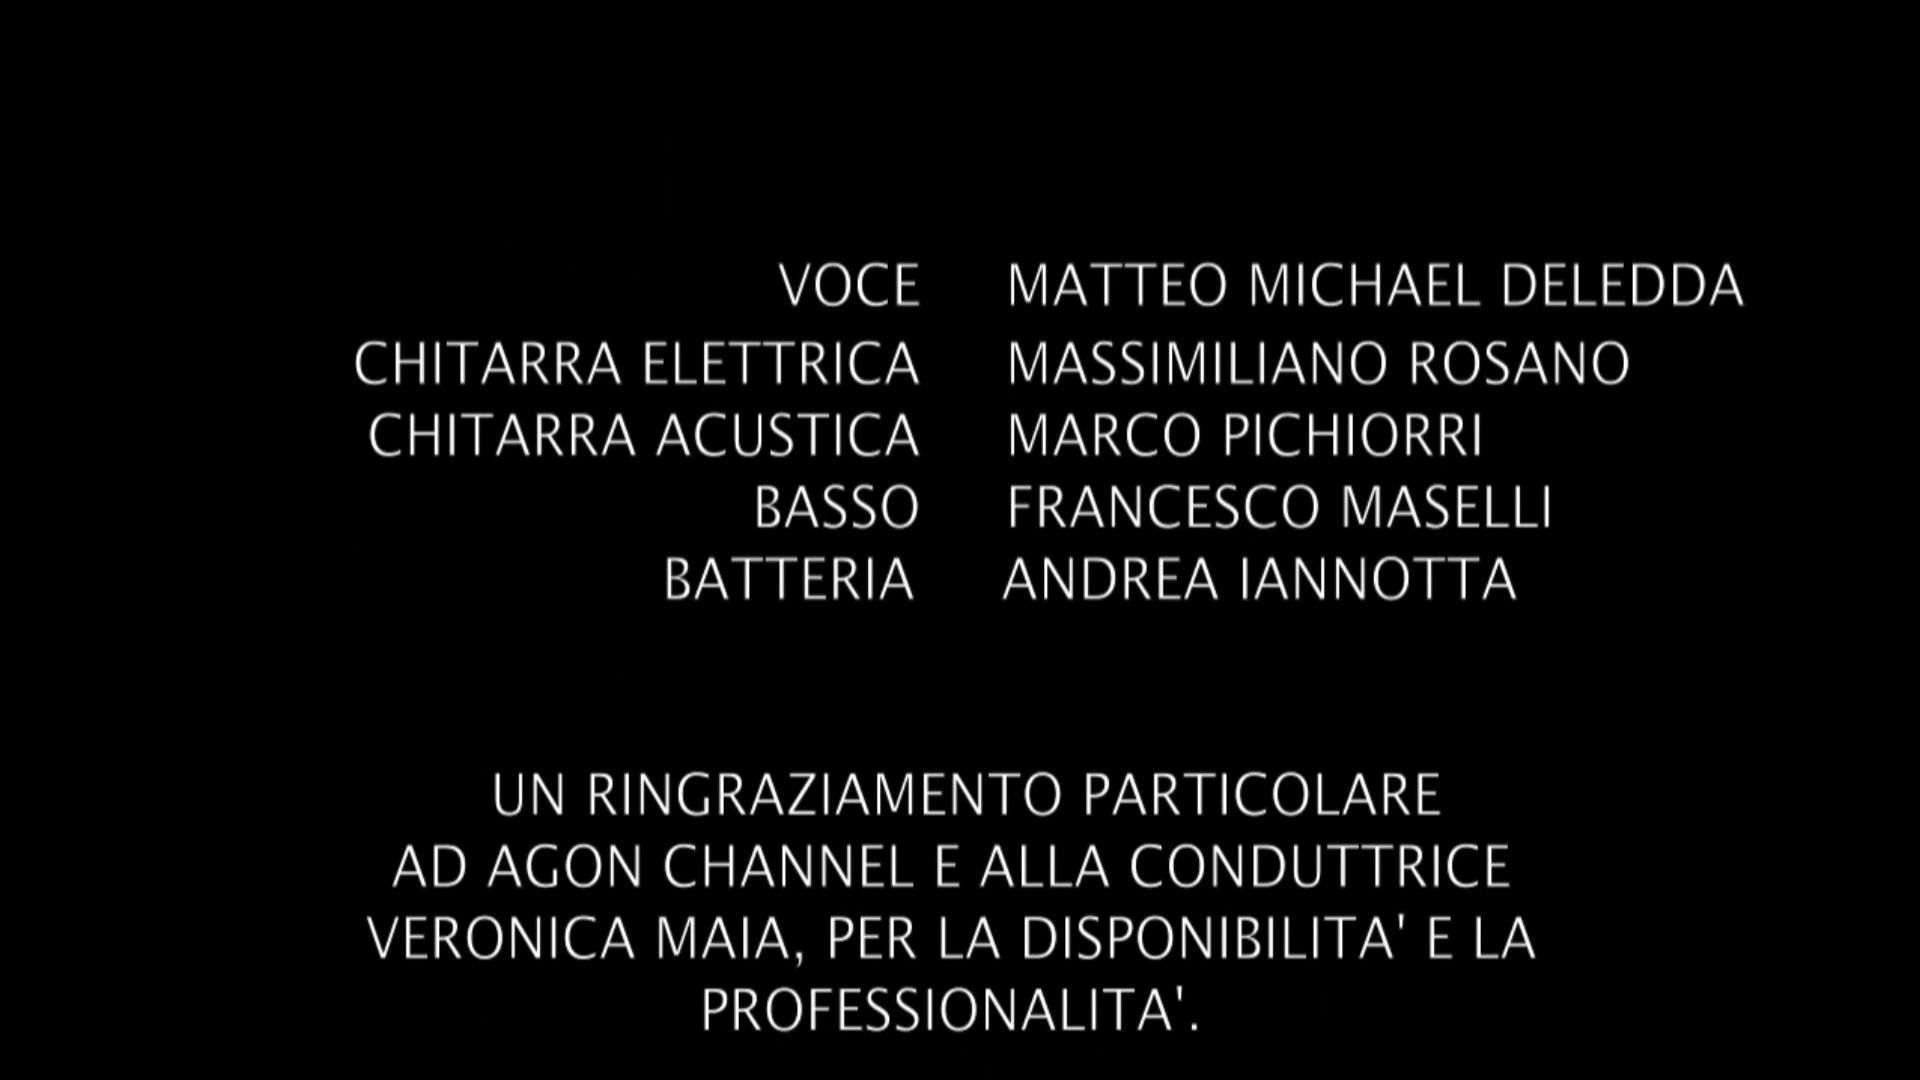 VOCE MATTEO MICHAEL DELEDDA
CHITARRA ELETTRICA MASSIMILIANO ROSANO
CHITARRA ACUSTICA MARCO PICHIORRI
BASSO FRANCESCO MASELLI
BATTERIA ANDREA IANNOTTA
UN RINGRAZIAMENTO PARTICOLARE
AD AGON CHANNEL E ALLA CONDUTTRICE
VERONICA MAIA, PER LA DISPONIBILITA' E LA
PROFESSIONALITA'.